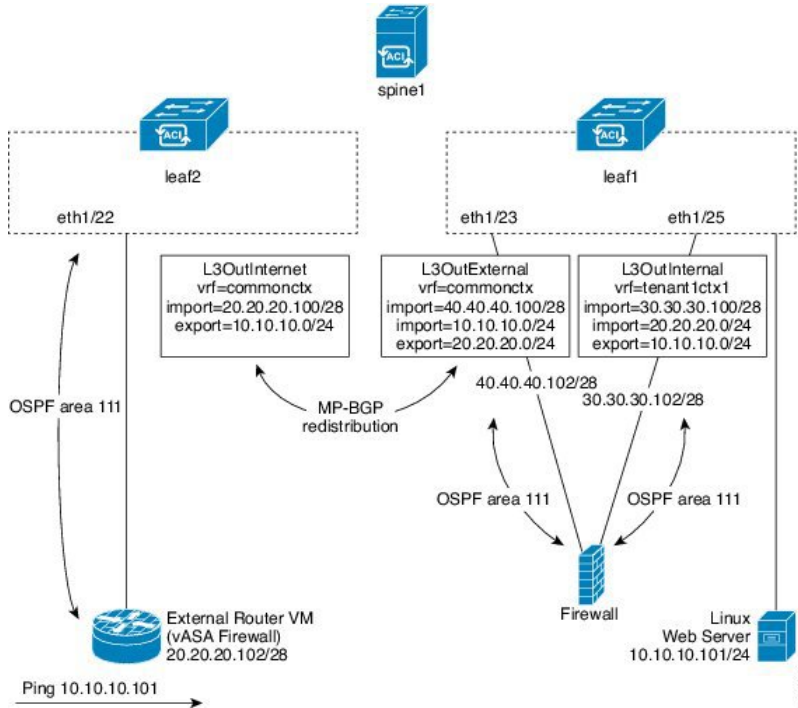 ACI
spine1
ACI
leaf2
ACI
leaf1
eth1/22
eth1/23
eth1/25
L3OutInternet
vrf=commonctx
import=20.20.20.100/28
export=10.10.10.0/24
L3OutExternal
vrf=commonctx
import=40.40.40.100/28
import=10.10.10.0/24
export=20.20.20.0/24
L3OutInternal
vrf=tenant1ctx1
import=30.30.30.100/28
import=20.20.20.0/24
export=10.10.10.0/24
40.40.40.102/28
30.30.30.102/28
OSPF area 111
MP-BGP
redistribution
OSPF area 111
OSPF area 111
External Router VM
(vASA Firewall)
20.20.20.102/28
Firewall
Linux
Web Server
10.10.10.101/24
Ping 10.10.10.101